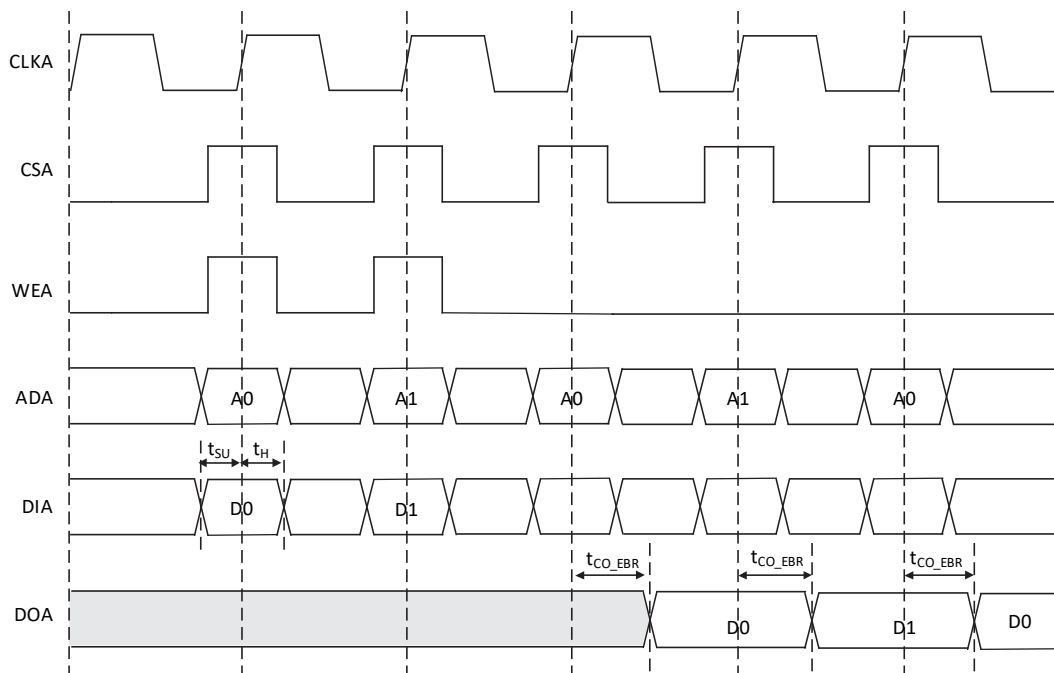 CLKA
CSA
WEA
ADA A0 A1 A0 A1 A0
tSU tH
DIA D0 D1
tCO_EBR tCO_EBR tCO_EBR
DOA D0 D1 D0